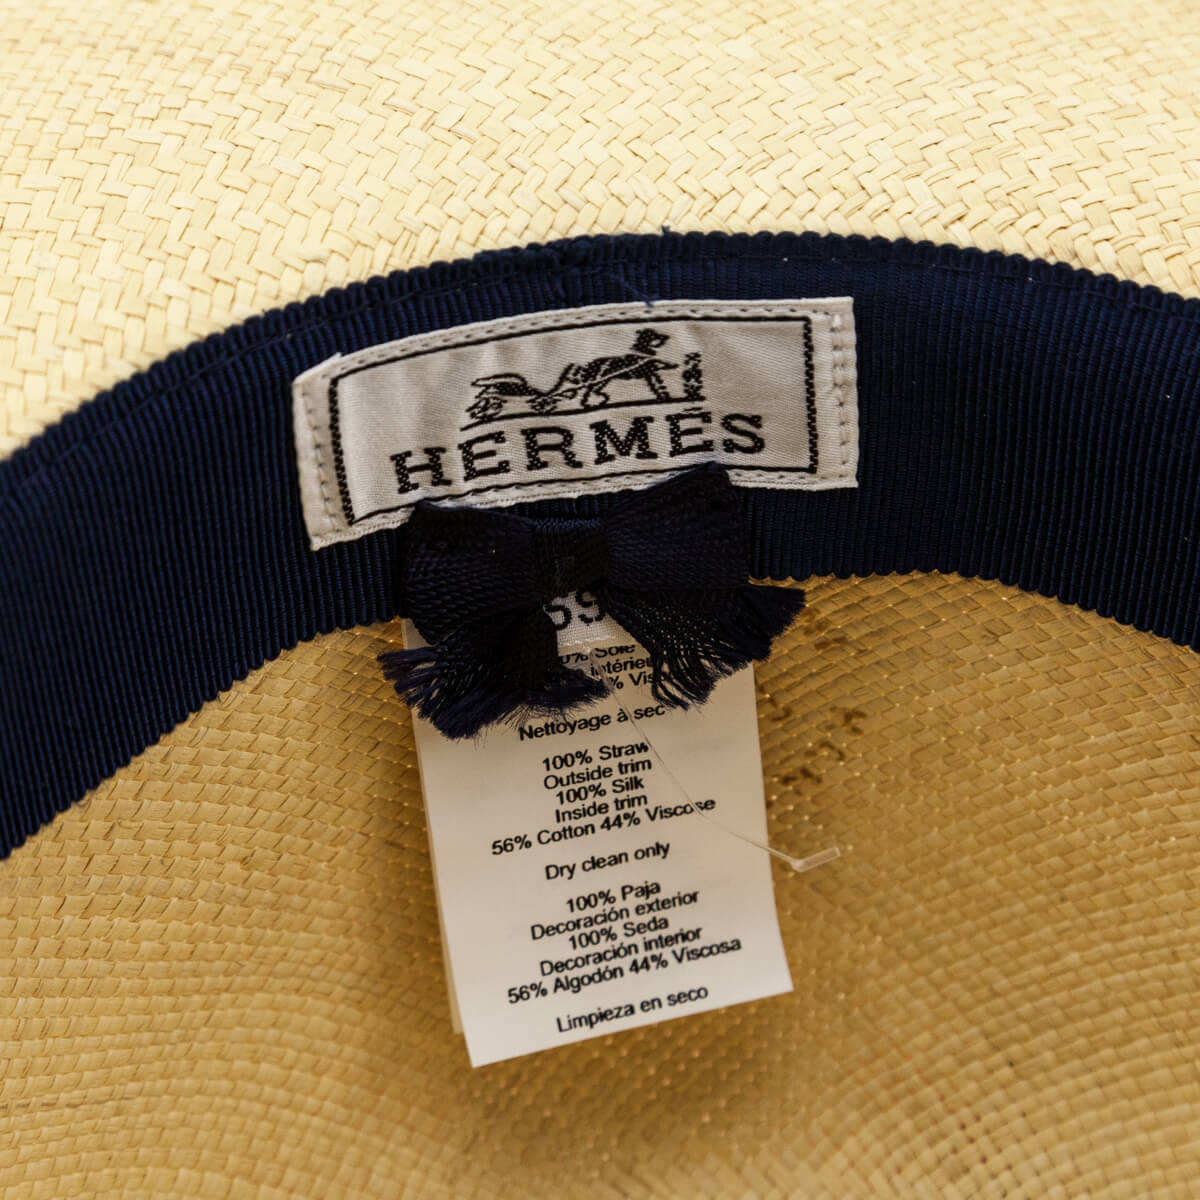 HERMÈS
Soie
Nettoyage à sec
100% Straw
Outside trim
100% Silk
Inside trim
56% Cotton 44% Viscose
Dry clean only
100% Paja
Decoración exterior
100% Seda
Decoración interior
56% Algodón 44% Viscosa
Limpieza en seco